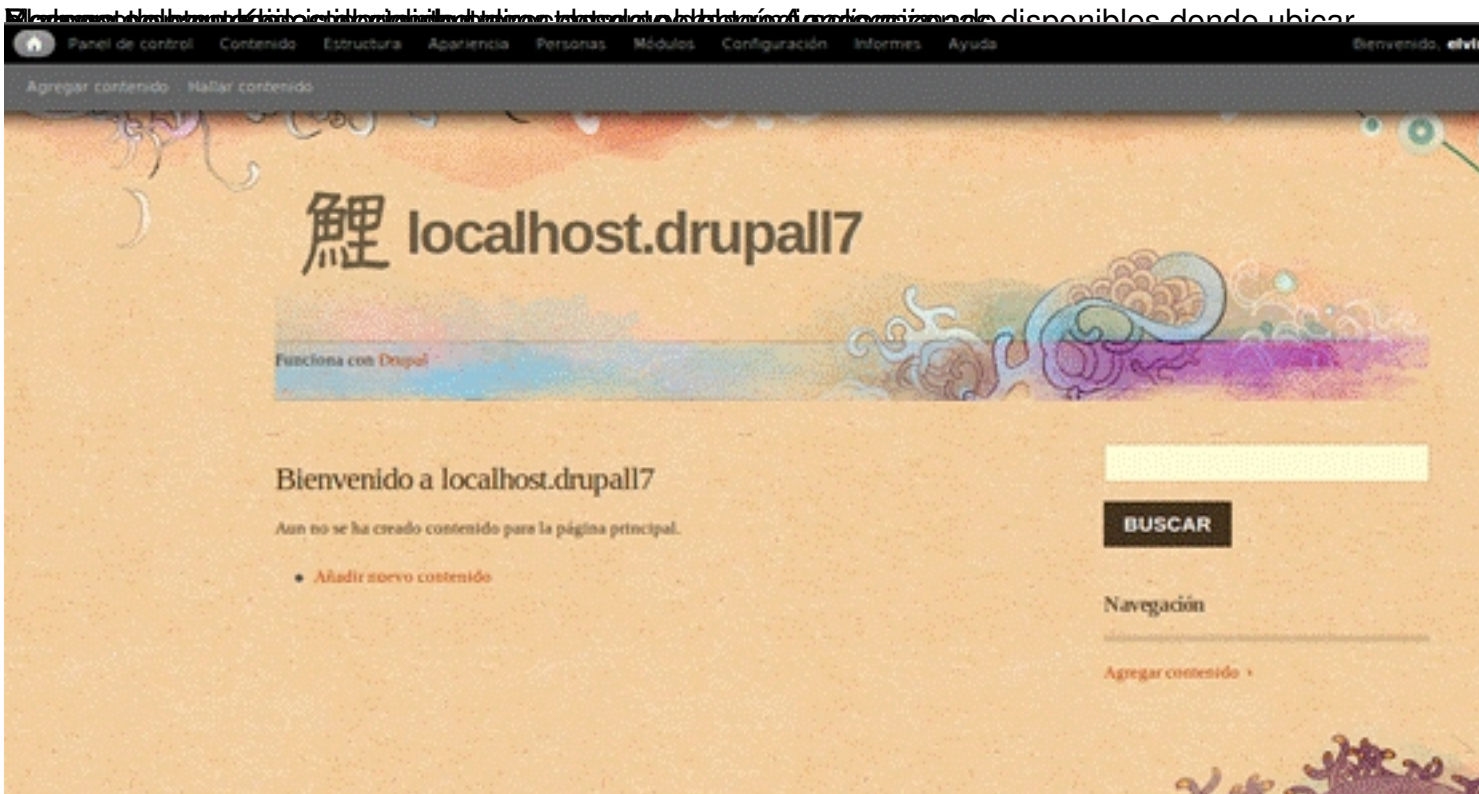 disponibles donde ubicar
Panel de control Contenido Estructura Apariencia Personas Módulos Configuración Informes Ayuda Bienvenido, elvi
Agregar contenido Hallar contenido
鯉 localhost.drupall7
Funciona con Drupal
Bienvenido a localhost.drupall7
Aun no se ha creado contenido para la página principal.
Añadir nuevo contenido
BUSCAR
Navegación
Agregar contenido